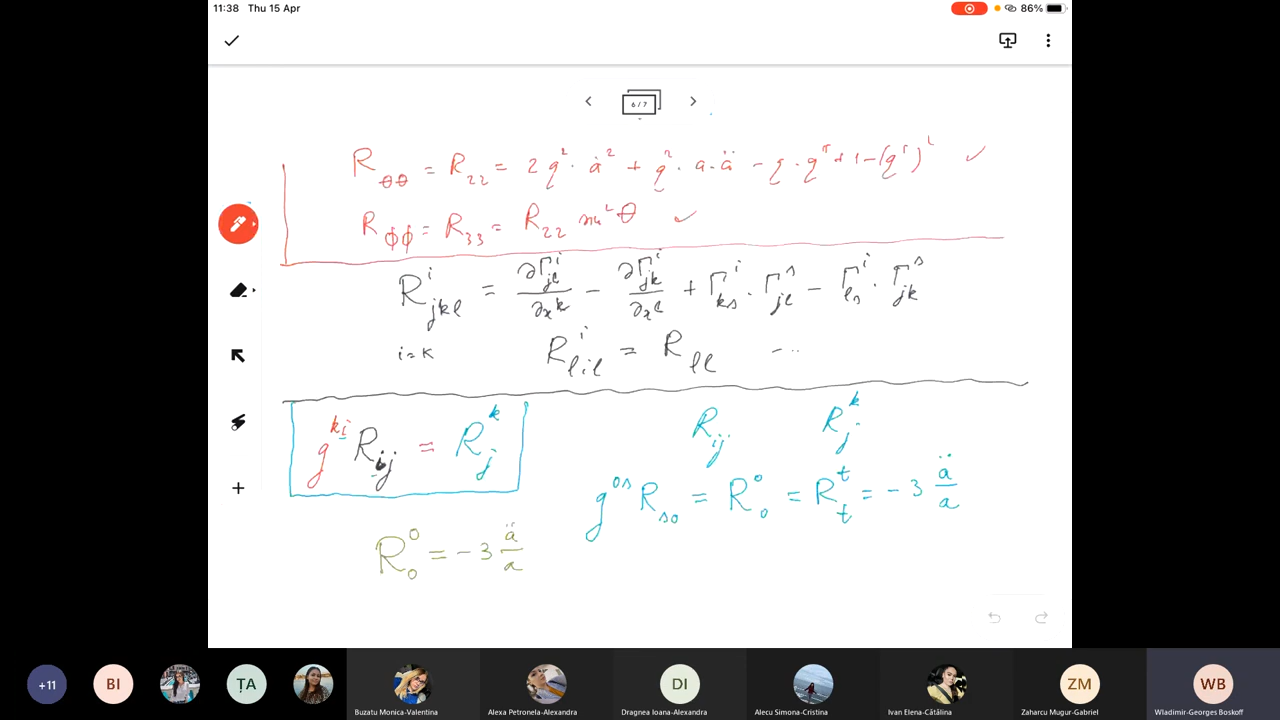 11:38 Thu 15 Apr 86%
6/7
R_θθ = R_22 = 2q²·ȧ² + q²·a·ä − q·q'' + 1 − (q')² ✓
R_ϕϕ = R_33 = R_22 sin²θ ✓
R^i_jkl = ∂Γ^i_jl/∂x^k − ∂Γ^i_jk/∂x^l + Γ^i_ks · Γ^s_jl − Γ^i_ls · Γ^s_jk
i=k R^i_lil = R_ll ...
g^ki R_ij = R^k_j R_ij R^k_j
g^0s R_s0 = R^0_0 = R^t_t = −3 ä/a
R^0_0 = −3 ä/a
+11 BI ȚA DI ZM WB
Buzatu Monica-Valentina Alexa Petronela-Alexandra Dragnea Ioana-Alexandra Alecu Simona-Cristina Ivan Elena-Cătălina Zaharcu Mugur-Gabriel Wladimir-Georges Boskoff